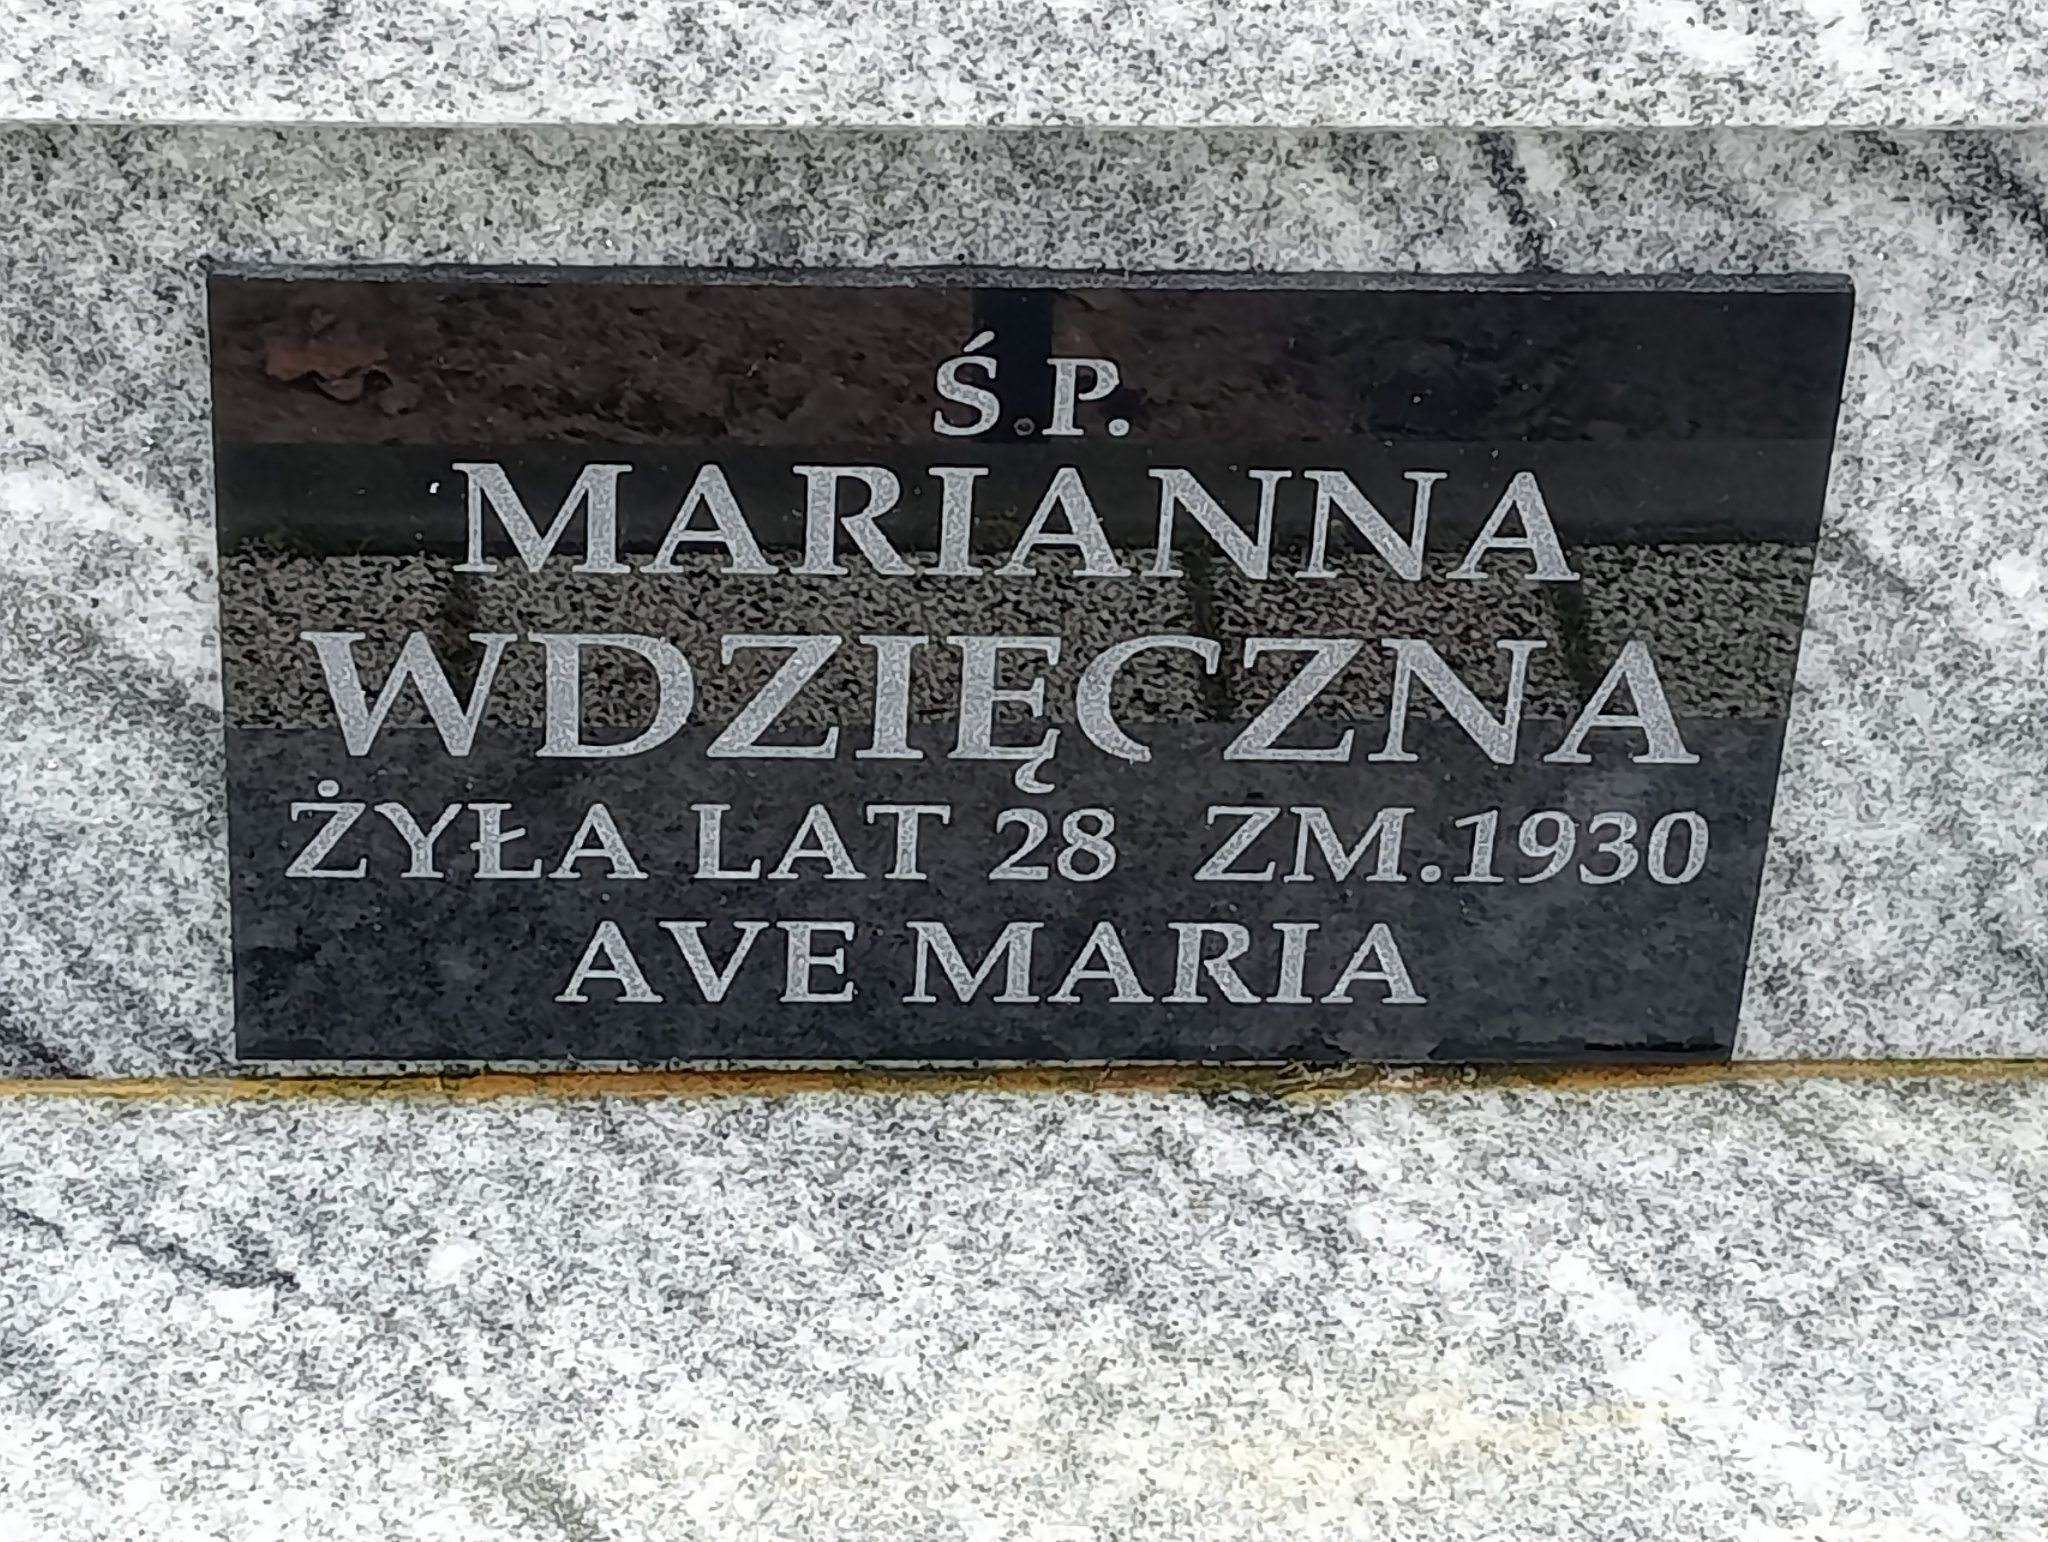 Ś.P.
MARIANNA
WDZIĘCZNA
ŻYŁA LAT 28 ZM.1930
AVE MARIA